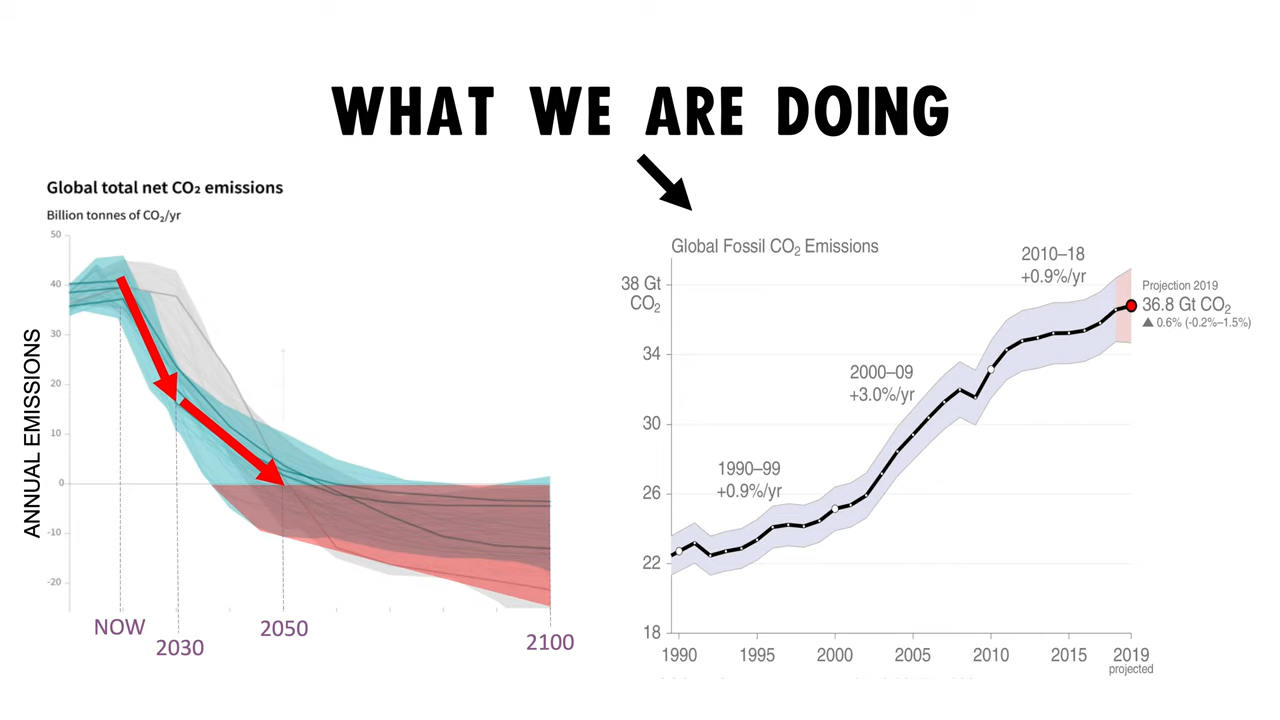 WHAT WE ARE DOING
Global total net CO₂ emissions
Billion tonnes of CO₂/yr
50
40
30
20
10
0
-10
-20
ANNUAL EMISSIONS
NOW
2030
2050
2100
Global Fossil CO₂ Emissions
38 Gt
CO₂
34
30
26
22
18
1990–99
+0.9%/yr
2000–09
+3.0%/yr
2010–18
+0.9%/yr
Projection 2019
36.8 Gt CO₂
▲ 0.6% (-0.2%–1.5%)
1990
1995
2000
2005
2010
2015
2019
projected